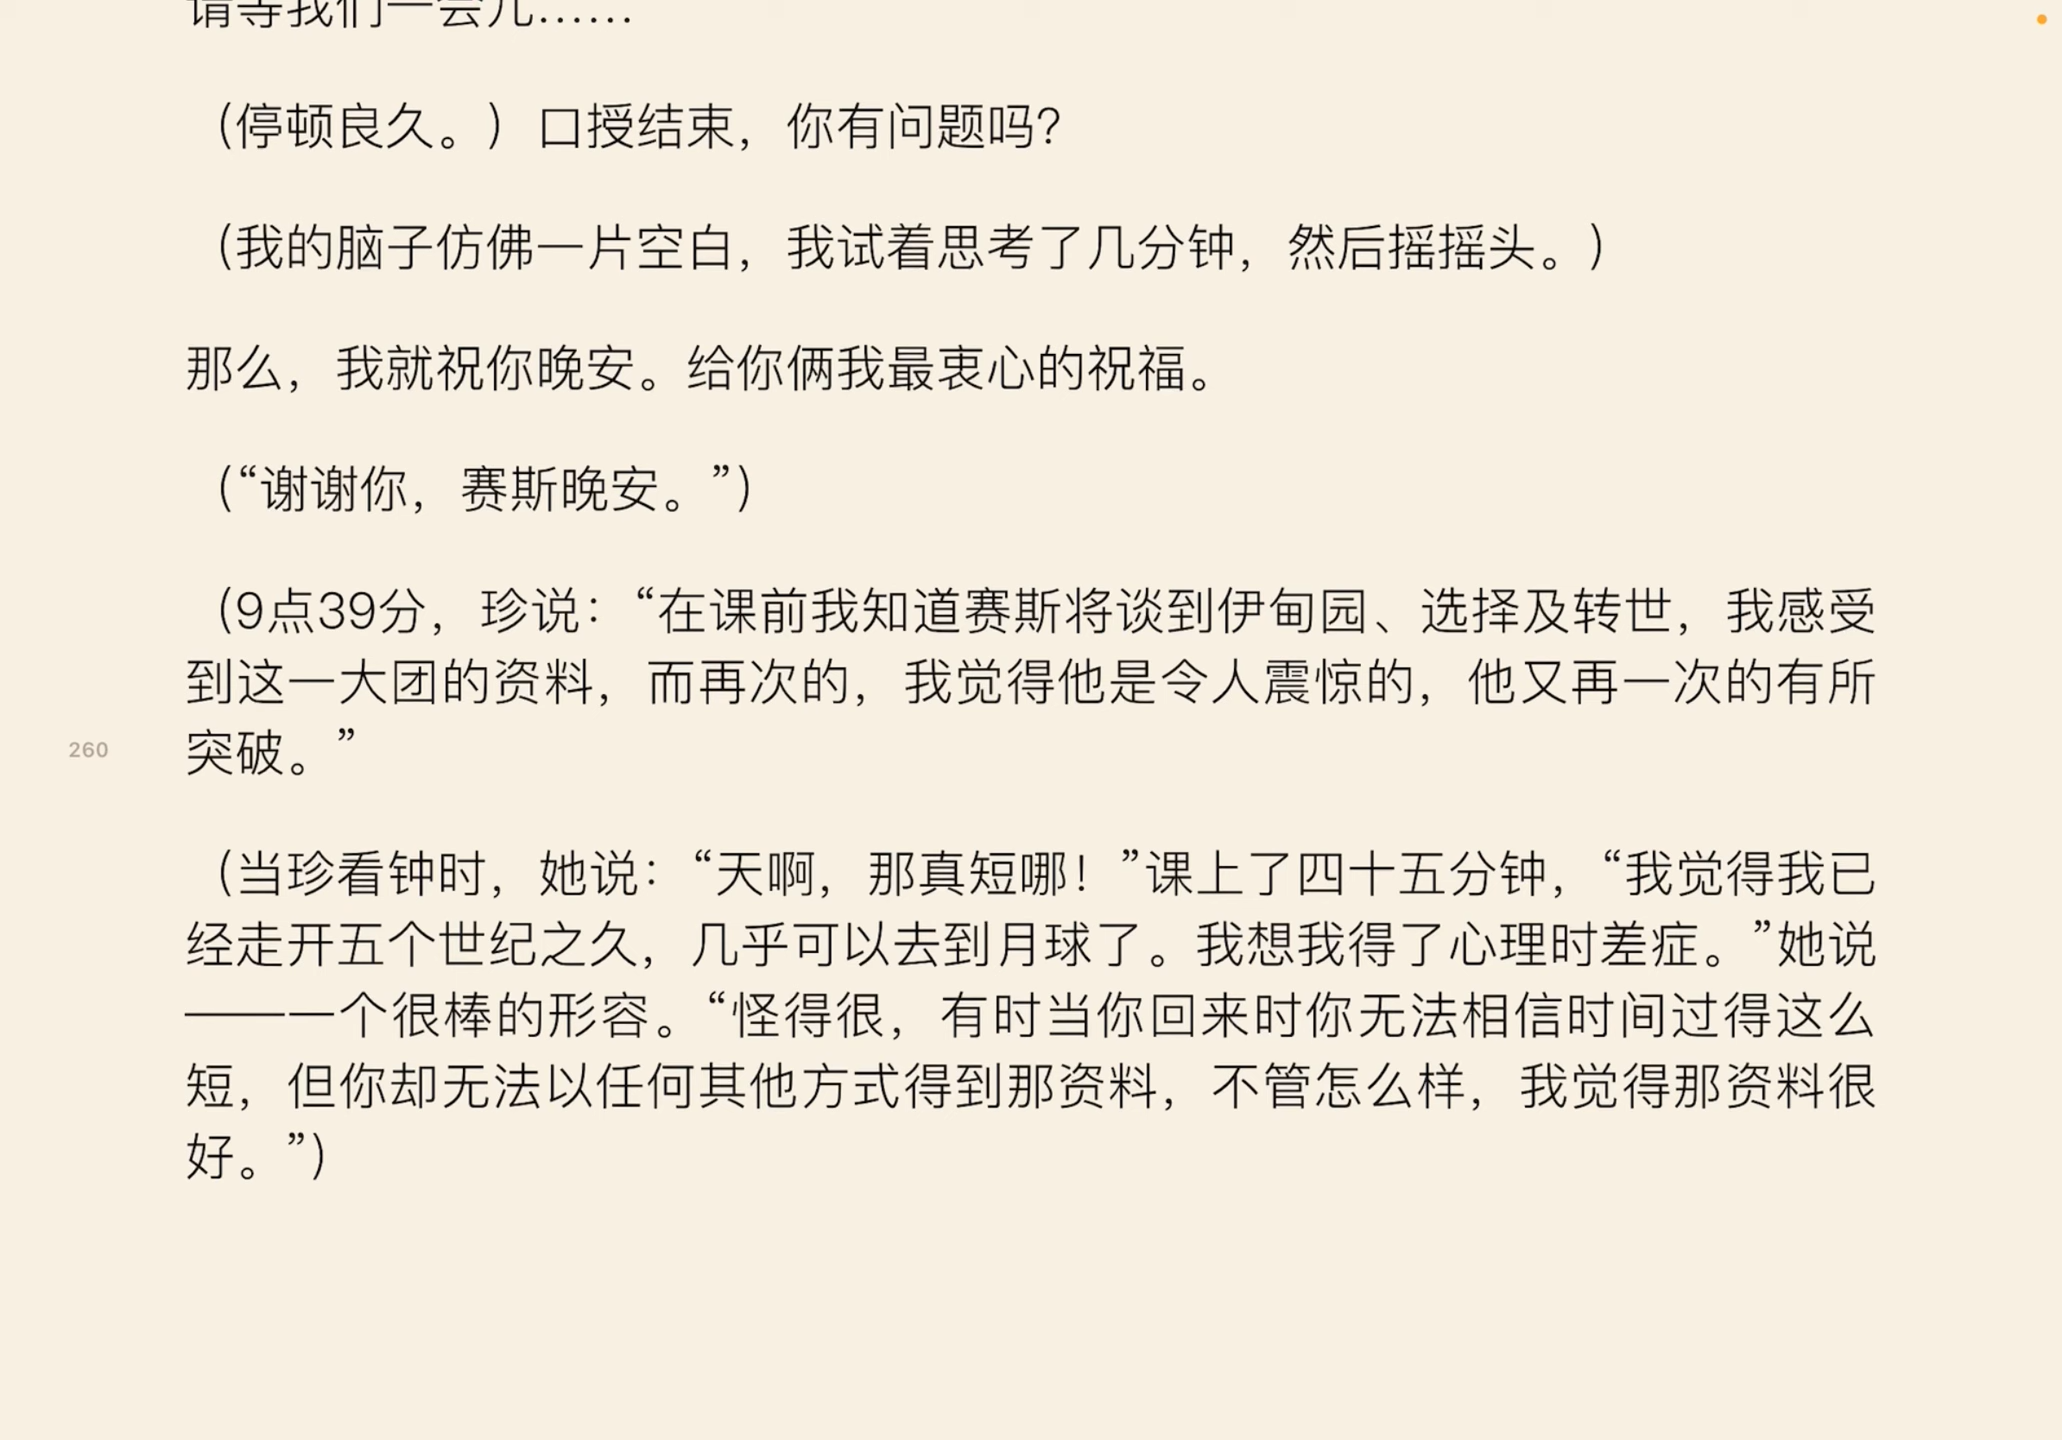 请等我们一会儿……
（停顿良久。）口授结束，你有问题吗？
（我的脑子仿佛一片空白，我试着思考了几分钟，然后摇摇头。）
那么，我就祝你晚安。给你俩我最衷心的祝福。
（“谢谢你，赛斯晚安。”）
（9点39分，珍说：“在课前我知道赛斯将谈到伊甸园、选择及转世，我感受
到这一大团的资料，而再次的，我觉得他是令人震惊的，他又再一次的有所
突破。”
260
（当珍看钟时，她说：“天啊，那真短哪！”课上了四十五分钟，“我觉得我已
经走开五个世纪之久，几乎可以去到月球了。我想我得了心理时差症。”她说
——一个很棒的形容。“怪得很，有时当你回来时你无法相信时间过得这么
短，但你却无法以任何其他方式得到那资料，不管怎么样，我觉得那资料很
好。”）